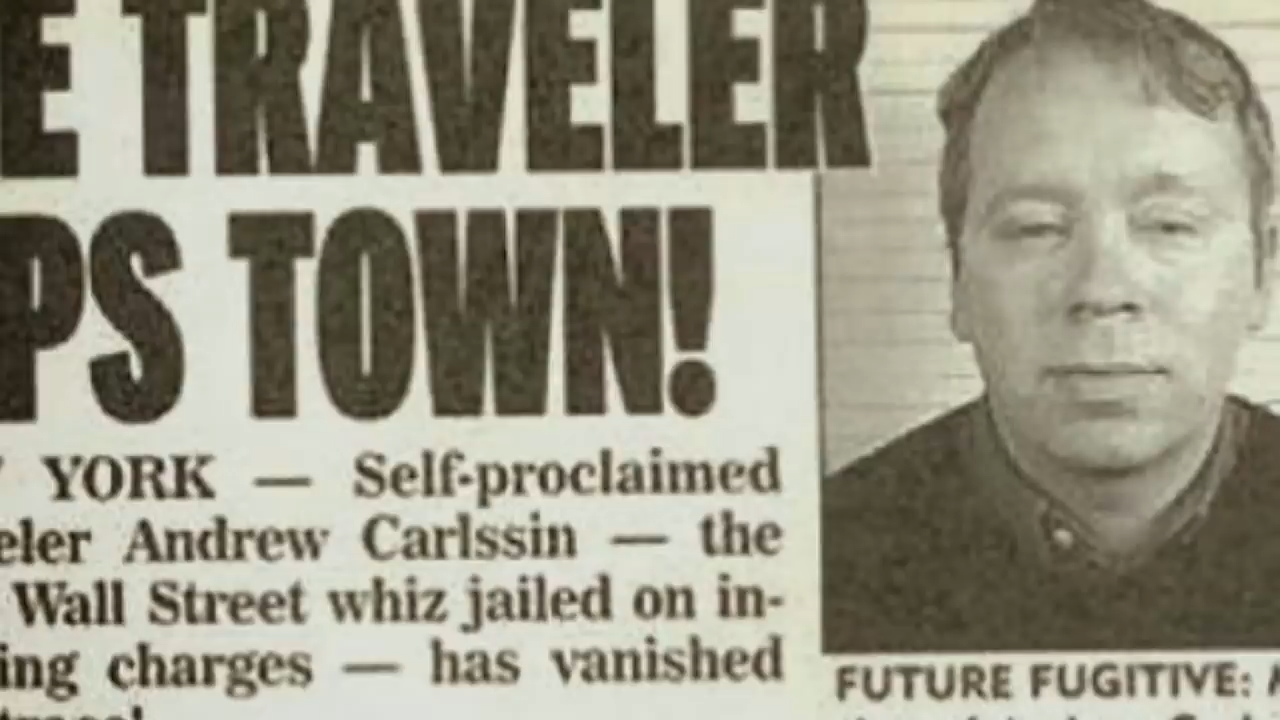 E TRAVELER
PS TOWN!
YORK — Self-proclaimed
eler Andrew Carlssin — the
Wall Street whiz jailed on in-
ing charges — has vanished
FUTURE FUGITIVE: